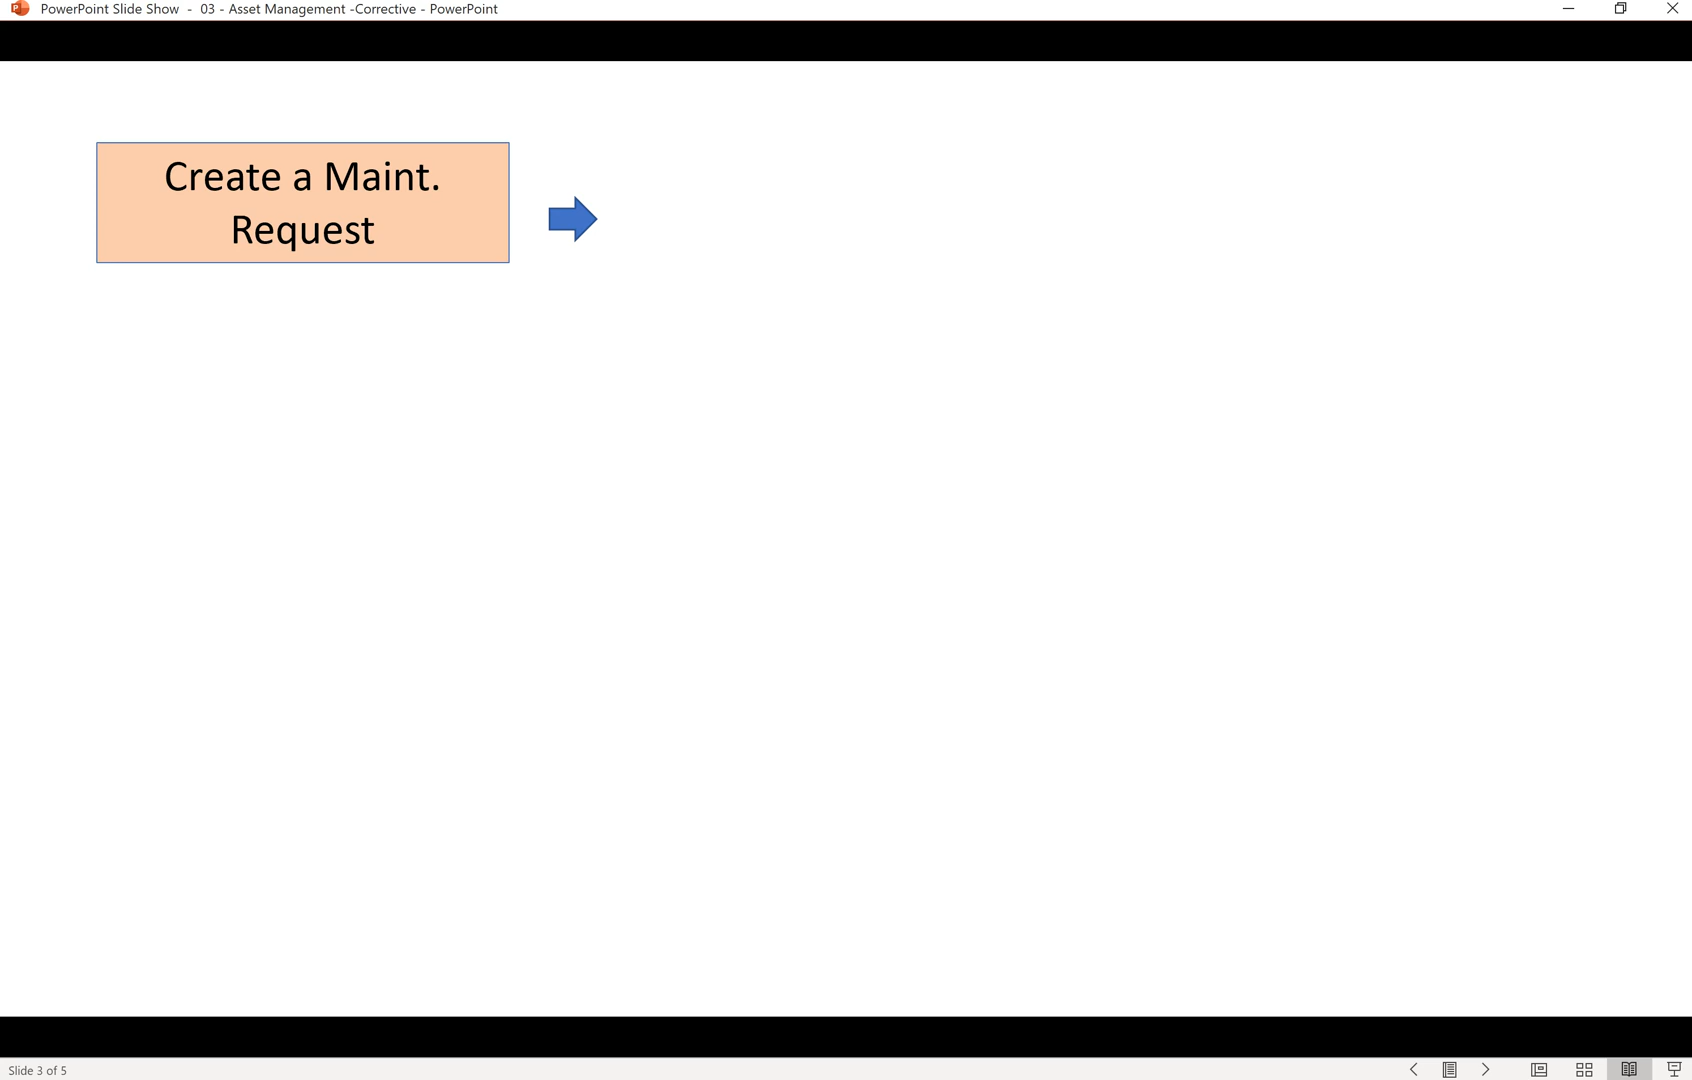 PowerPoint Slide Show - 03 - Asset Management -Corrective - PowerPoint
Create a Maint.
Request
Slide 3 of 5